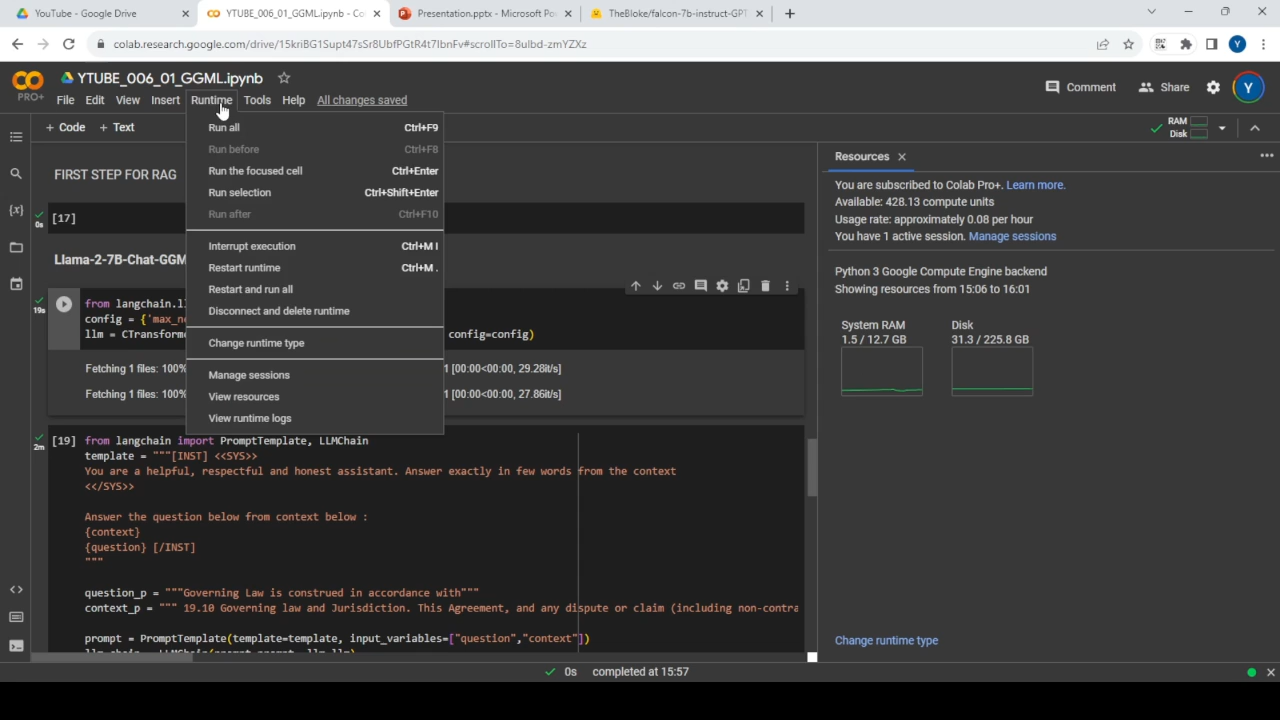 YouTube - Google Drive
YTUBE_006_01_GGML.ipynb - Co
Presentation.pptx - Microsoft Po
TheBloke/falcon-7b-instruct-GPT
colab.research.google.com/drive/15kriBG1Supt47sSr8UbfPGtR4t7IbnFv#scrollTo=8ulbd-zmYZXz
Y
CO
PRO+
YTUBE_006_01_GGML.ipynb
File Edit View Insert Runtime Tools Help All changes saved
Comment Share Y
+ Code + Text
RAM
Disk
Run all Ctrl+F9
Run before Ctrl+F8
Run the focused cell Ctrl+Enter
Run selection Ctrl+Shift+Enter
Run after Ctrl+F10
Interrupt execution Ctrl+M I
Restart runtime Ctrl+M .
Restart and run all
Disconnect and delete runtime
Change runtime type
Manage sessions
View resources
View runtime logs
FIRST STEP FOR RAG
0s [17]
Llama-2-7B-Chat-GGM
19s
from langchain.ll
config = {'max_ne
llm = CTransforme config=config)
Fetching 1 files: 100% 1 [00:00<00:00, 29.28it/s]
Fetching 1 files: 100% 1 [00:00<00:00, 27.86it/s]
2m [19] from langchain import PromptTemplate, LLMChain
template = """[INST] <<SYS>>
You are a helpful, respectful and honest assistant. Answer exactly in few words from the context
<</SYS>>
Answer the question below from context below :
{context}
{question} [/INST]
"""
question_p = """Governing Law is construed in accordance with"""
context_p = """ 19.10 Governing law and Jurisdiction. This Agreement, and any dispute or claim (including non-contra
prompt = PromptTemplate(template=template, input_variables=["question","context"])
Resources
You are subscribed to Colab Pro+. Learn more.
Available: 428.13 compute units
Usage rate: approximately 0.08 per hour
You have 1 active session. Manage sessions
Python 3 Google Compute Engine backend
Showing resources from 15:06 to 16:01
System RAM Disk
1.5 / 12.7 GB 31.3 / 225.8 GB
Change runtime type
0s completed at 15:57